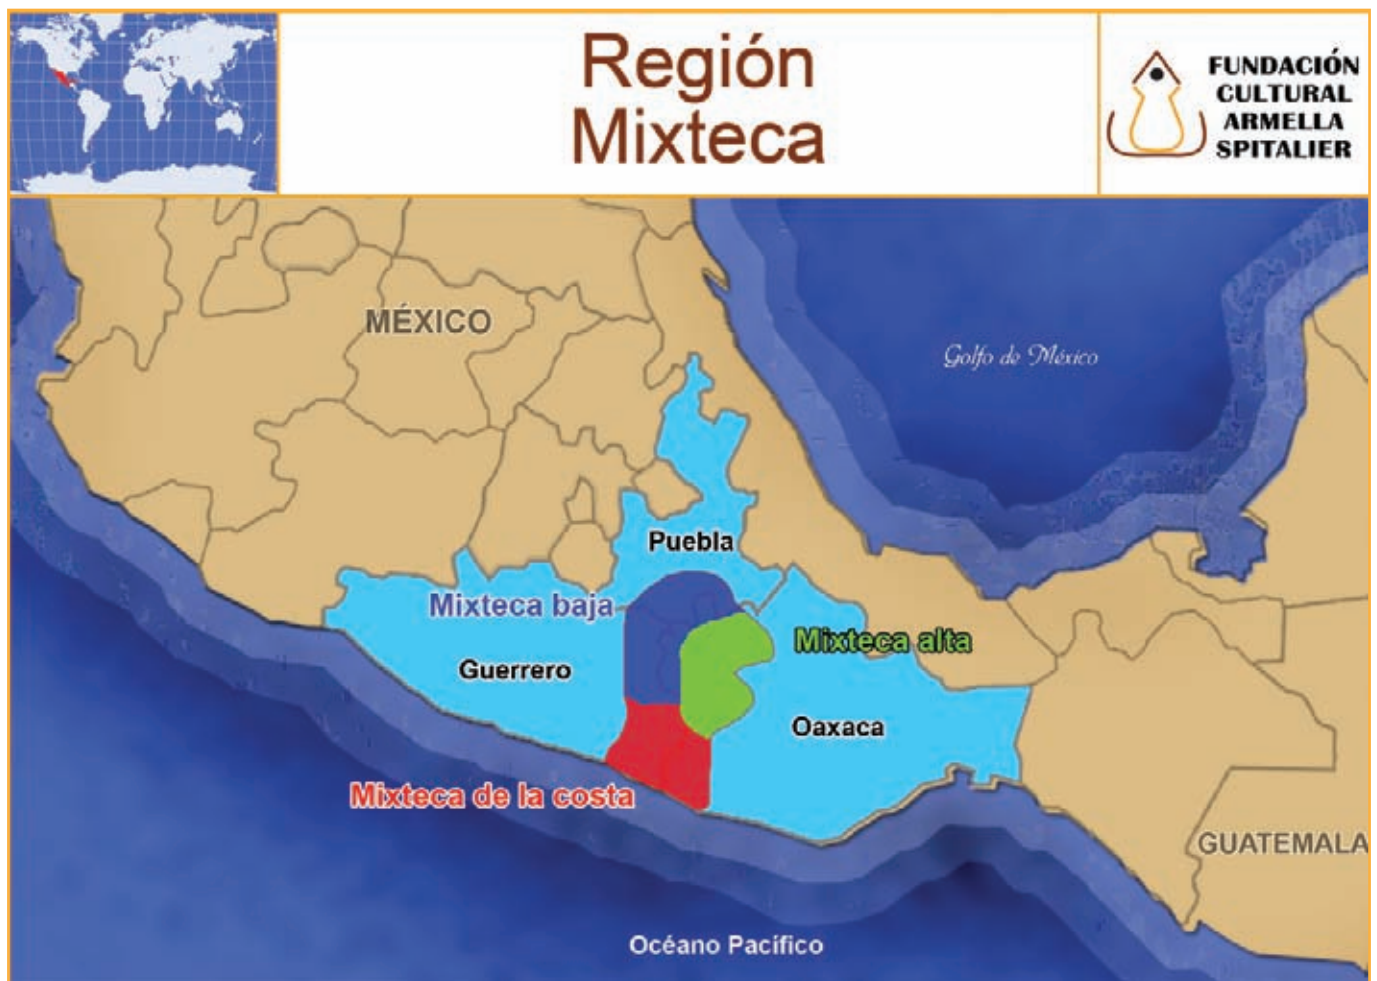 Región
Mixteca
FUNDACIÓN
CULTURAL
ARMELLA
SPITALIER
MÉXICO
Golfo de México
Puebla
Mixteca baja
Mixteca alta
Guerrero
Oaxaca
Mixteca de la costa
GUATEMALA
Océano Pacífico